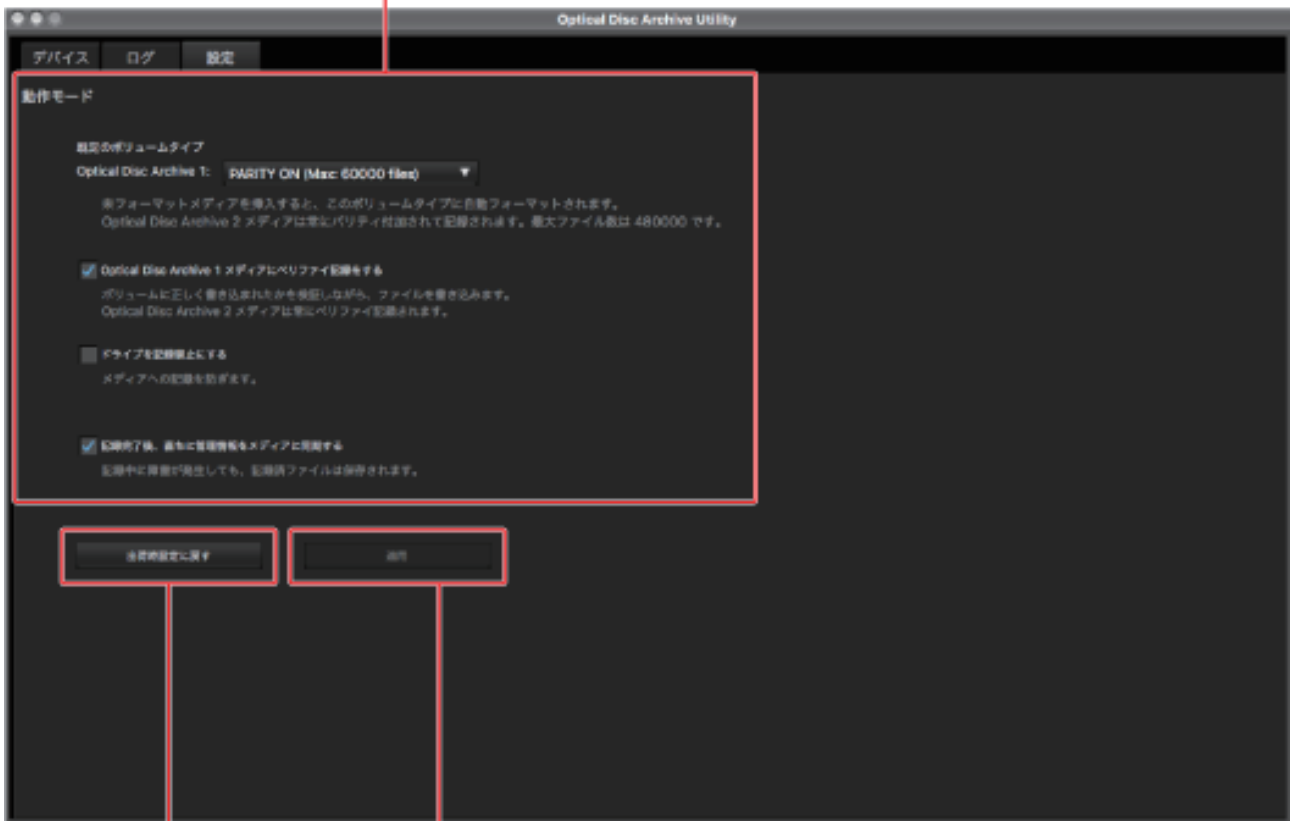 Optical Disc Archive Utility
デバイス ログ 設定
動作モード
既定のボリュームタイプ
Optical Disc Archive 1: PARITY ON (Max: 60000 files)
未フォーマットメディアを挿入すると、このボリュームタイプに自動フォーマットされます。
Optical Disc Archive 2 メディアは常にパリティ付加されて記録されます。最大ファイル数は 480000 です。
Optical Disc Archive 1 メディアにベリファイ記録をする
ボリュームに正しく書き込まれたかを検証しながら、ファイルを書き込みます。
Optical Disc Archive 2 メディアは常にベリファイ記録されます。
ドライブを記録禁止にする
メディアへの記録を防ぎます。
記録完了後、直ちに管理情報をメディアに同期する
記録中に障害が発生しても、記録済ファイルは保存されます。
出荷時設定に戻す 適用